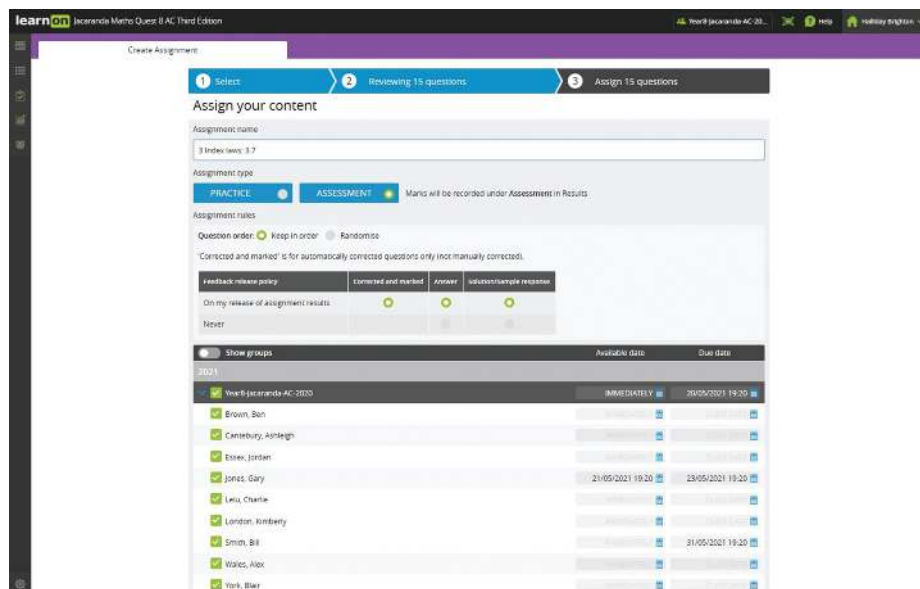 learnon Jacaranda Maths Quest 8 AC Third Edition
Year8-Jacaranda-AC-20... Help Halliday Brighton
Create Assignment
1 Select 2 Reviewing 15 questions 3 Assign 15 questions
Assign your content
Assignment name
3 Index laws: 3.7
Assignment type
PRACTICE ASSESSMENT Marks will be recorded under Assessment in Results
Assignment rules
Question order: Keep in order Randomise
'Corrected and marked' is for automatically corrected questions only (not manually corrected).
Feedback release policy Corrected and marked Answer Solution/Sample response
On my release of assignment results
Never
Show groups Available date Due date
2021
Year8-Jacaranda-AC-2020 IMMEDIATELY 20/05/2021 19:20
Brown, Ben
Cantebury, Ashleigh
Essex, Jordan
Jones, Gary 21/05/2021 19:20 23/05/2021 19:20
Lelu, Charlie
London, Kimberly
Smith, Bill 31/05/2021 19:20
Wales, Alex
York, Blair